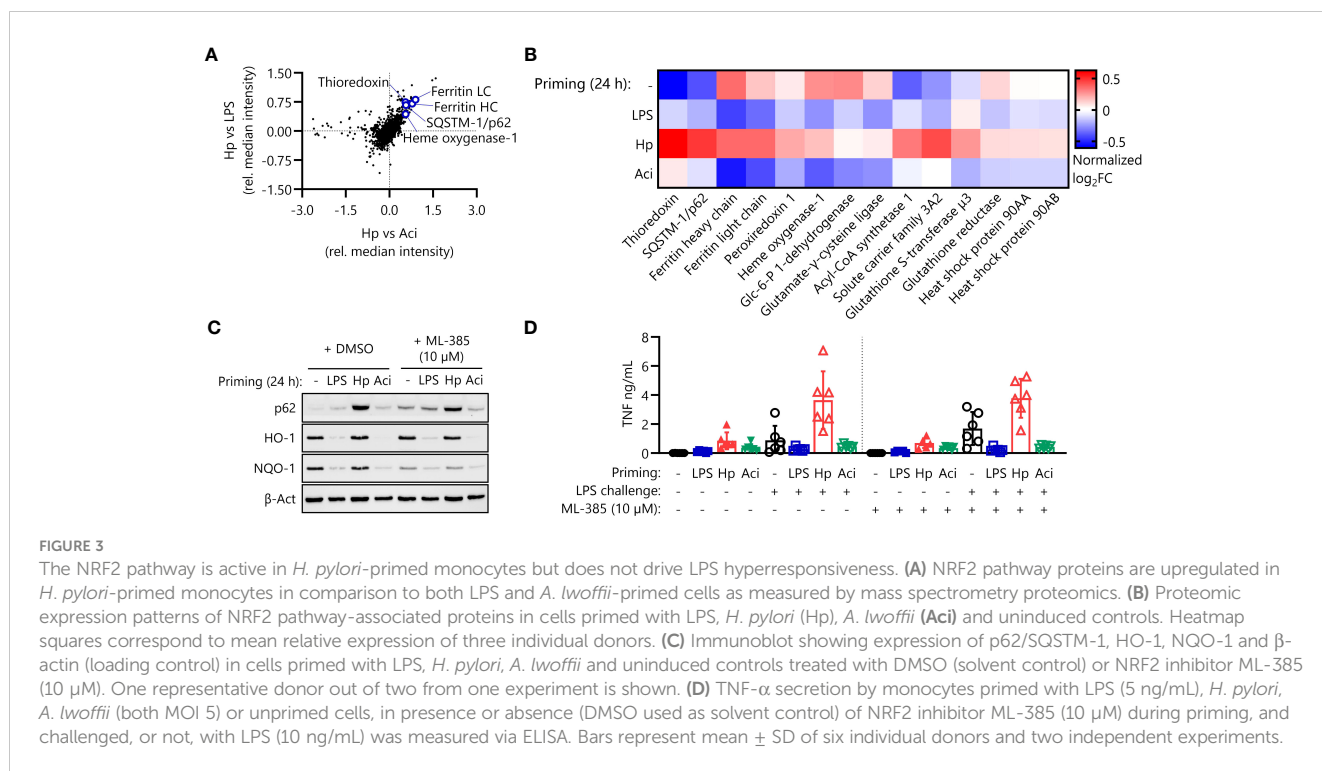 A
Hp vs LPS
(rel. median intensity)
1.50
0.75
0.00
-0.75
-1.50
-3.0 -1.5 0.0 1.5 3.0
Hp vs Aci
(rel. median intensity)
Thioredoxin
Ferritin LC
Ferritin HC
SQSTM-1/p62
Heme oxygenase-1
B
Priming (24 h):
-
LPS
Hp
Aci
0.5
0
-0.5
Normalized
log₂FC
Thioredoxin
SQSTM-1/p62
Ferritin heavy chain
Ferritin light chain
Peroxiredoxin 1
Heme oxygenase-1
Glc-6-P 1-dehydrogenase
Glutamate-γ-cysteine ligase
Acyl-CoA synthetase 1
Solute carrier family 3A2
Glutathione S-transferase μ3
Glutathione reductase
Heat shock protein 90AA
Heat shock protein 90AB
C
+ DMSO
+ ML-385
(10 μM)
Priming (24 h): - LPS Hp Aci - LPS Hp Aci
p62
HO-1
NQO-1
β-Act
D
TNF ng/mL
8
6
4
2
0
Priming: - LPS Hp Aci - LPS Hp Aci - LPS Hp Aci - LPS Hp Aci
LPS challenge: - - - - + + + + - - - - + + + +
ML-385 (10 μM): - - - - - - - - + + + + + + + +
FIGURE 3
The NRF2 pathway is active in H. pylori-primed monocytes but does not drive LPS hyperresponsiveness. (A) NRF2 pathway proteins are upregulated in
H. pylori-primed monocytes in comparison to both LPS and A. lwoffii-primed cells as measured by mass spectrometry proteomics. (B) Proteomic
expression patterns of NRF2 pathway-associated proteins in cells primed with LPS, H. pylori (Hp), A. lwoffii (Aci) and uninduced controls. Heatmap
squares correspond to mean relative expression of three individual donors. (C) Immunoblot showing expression of p62/SQSTM-1, HO-1, NQO-1 and β-
actin (loading control) in cells primed with LPS, H. pylori, A. lwoffii and uninduced controls treated with DMSO (solvent control) or NRF2 inhibitor ML-385
(10 μM). One representative donor out of two from one experiment is shown. (D) TNF-α secretion by monocytes primed with LPS (5 ng/mL), H. pylori,
A. lwoffii (both MOI 5) or unprimed cells, in presence or absence (DMSO used as solvent control) of NRF2 inhibitor ML-385 (10 μM) during priming, and
challenged, or not, with LPS (10 ng/mL) was measured via ELISA. Bars represent mean ± SD of six individual donors and two independent experiments.